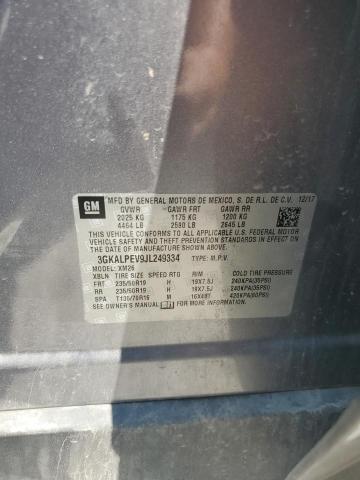 GM
MFD BY GENERAL MOTORS DE MEXICO, S. DE R.L. DE C.V. 12/17
GVWR GAWR FRT GAWR RR
2025 KG 1175 KG 1200 KG
4464 LB 2590 LB 2645 LB
THIS VEHICLE CONFORMS TO ALL APPLICABLE U.S. FEDERAL MOTOR
VEHICLE SAFETY AND THEFT PREVENTION STANDARDS IN EFFECT ON
THE DATE OF MANUFACTURE SHOWN ABOVE.
3GKALPEV9JL249334 TYPE: M.P.V.
MODEL: XM26
XBLN TIRE SIZE SPEED RTG RIM COLD TIRE PRESSURE
FRT 235/50R19 H 19X7.5J 240KPA(35PSI)
RR 235/50R19 H 19X7.5J 240KPA(35PSI)
SPA T135/70R16 M 16X4BT 420KPA(60PSI)
SEE OWNER'S MANUAL FOR ADDITIONAL INFORMATION